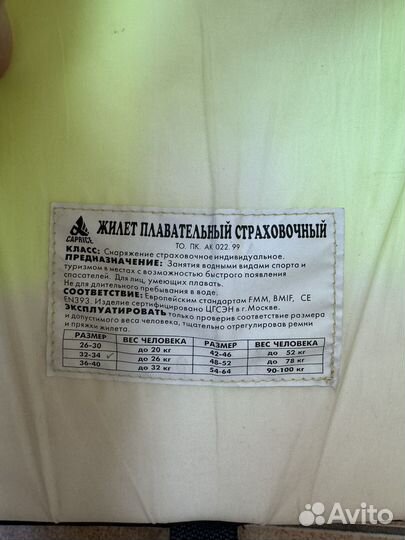 CAPRICE
ЖИЛЕТ ПЛАВАТЕЛЬНЫЙ СТРАХОВОЧНЫЙ
ТО. ПК. АК 022. 99
КЛАСС: Снаряжение страховочное индивидуальное.
ПРЕДНАЗНАЧЕНИЕ: Занятия водными видами спорта и
туризмом в местах с возможностью быстрого появления
спасателей. Для лиц, умеющих плавать.
Не для длительного пребывания в воде.
СООТВЕТСТВИЕ: Европейским стандартам FMM, BMIF, CE
EN393. Изделие сертифицировано ЦГСЭН в г. Москве.
ЭКСПЛУАТИРОВАТЬ только проверив соответствие размера
и допустимого веса человека, тщательно отрегулировав ремни
и пряжки жилета.
РАЗМЕР ВЕС ЧЕЛОВЕКА РАЗМЕР ВЕС ЧЕЛОВЕКА
26-30 до 20 кг 42-46 до 52 кг
32-34 ✓ до 26 кг 48-52 до 78 кг
36-40 до 32 кг 54-64 90-100 кг
Avito